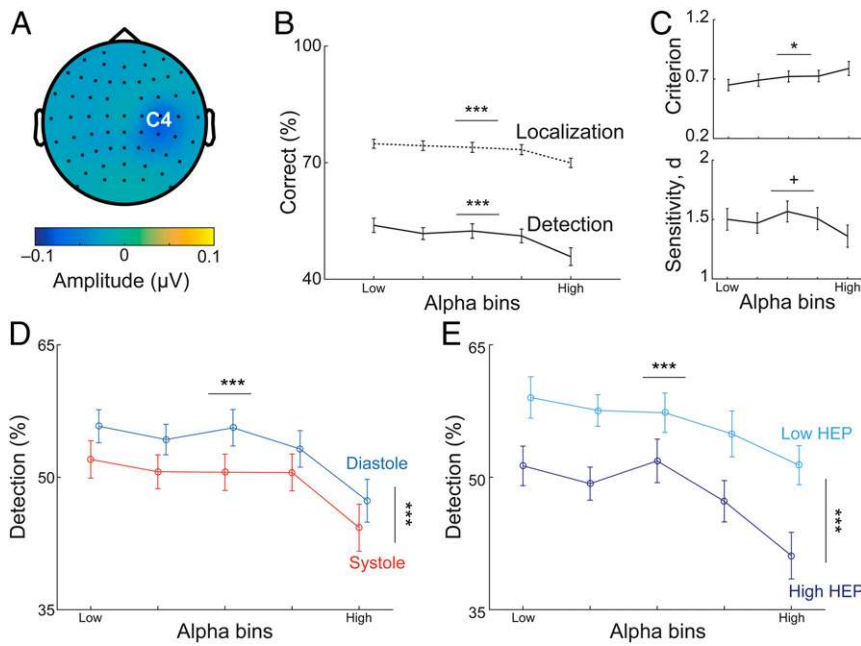 A
C4
−0.1 0 0.1
Amplitude (µV)
B
Correct (%)
100
70
40
***
Localization
***
Detection
Low High
Alpha bins
C
Criterion
1.2
0.7
0.2
*
Sensitivity, d
2
1.5
1
+
Low High
Alpha bins
D
Detection (%)
65
50
35
***
Diastole
***
Systole
Low High
Alpha bins
E
Detection (%)
65
50
35
***
Low HEP
***
High HEP
Low High
Alpha bins